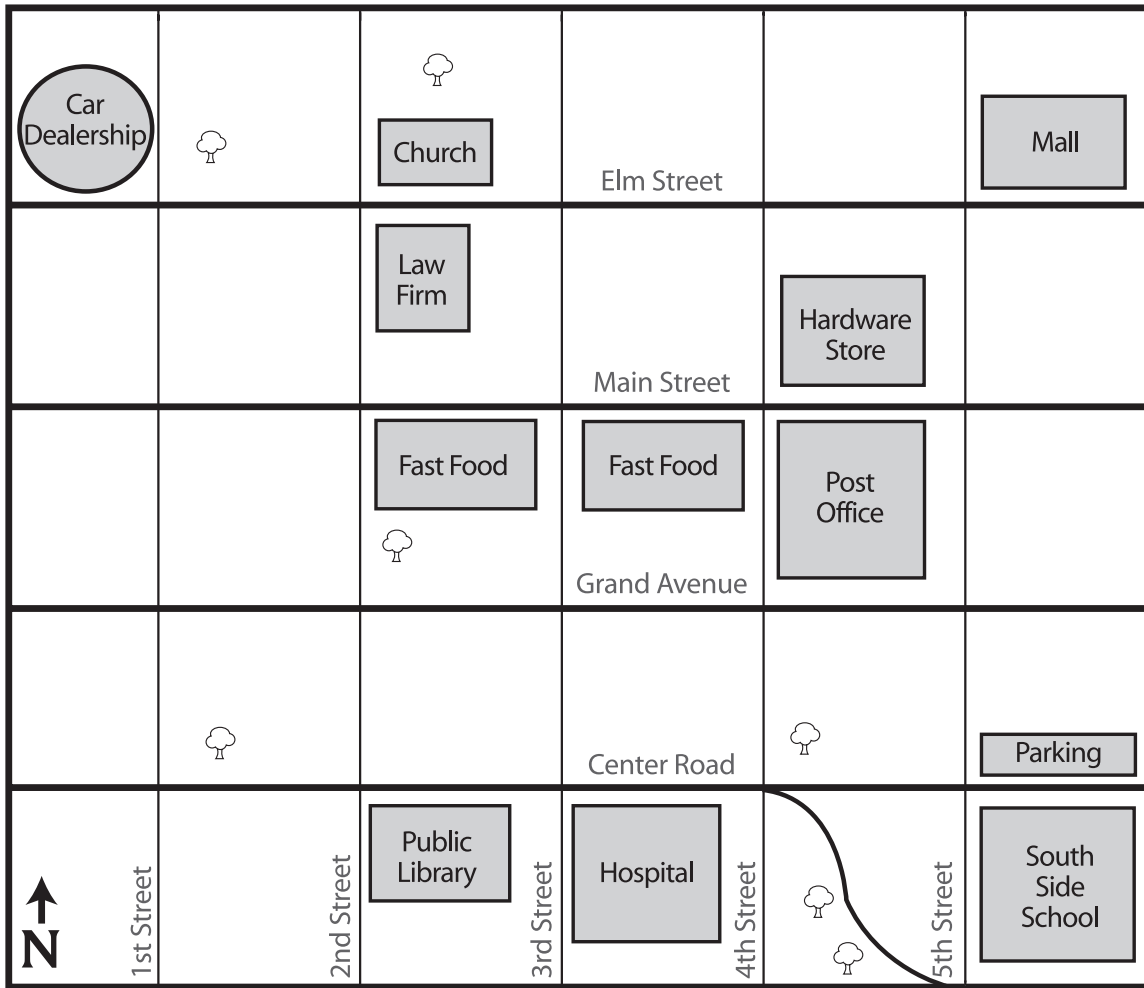 Car
Dealership
Church
Elm Street
Mall
Law
Firm
Hardware
Store
Main Street
Fast Food
Fast Food
Post
Office
Grand Avenue
Center Road
Parking
N
1st Street
2nd Street
Public
Library
3rd Street
Hospital
4th Street
5th Street
South
Side
School